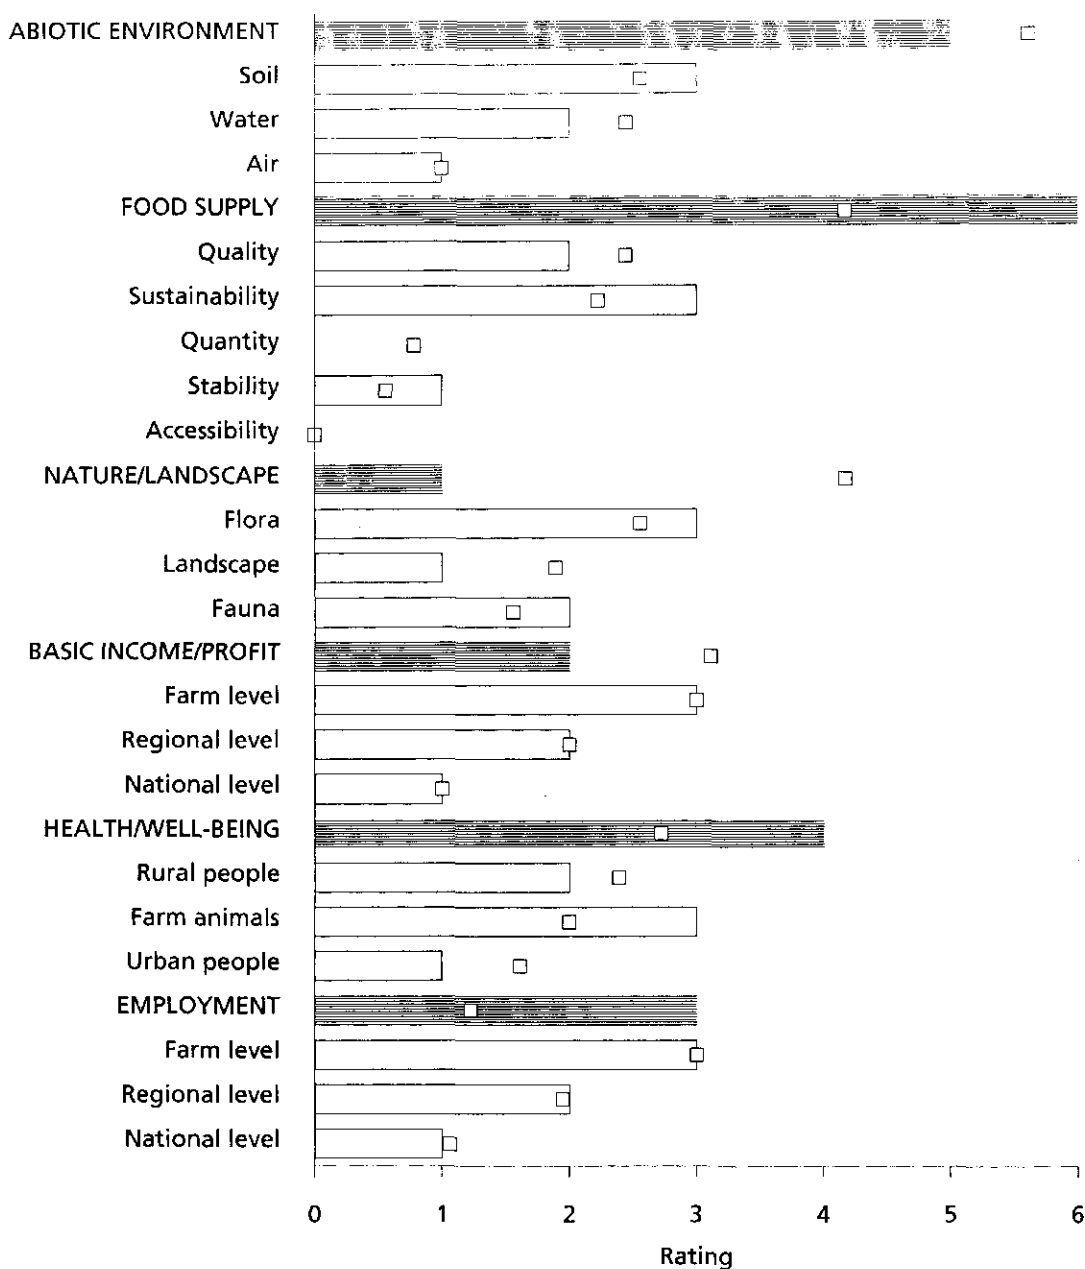 ABIOTIC ENVIRONMENT
Soil
Water
Air
FOOD SUPPLY
Quality
Sustainability
Quantity
Stability
Accessibility
NATURE/LANDSCAPE
Flora
Landscape
Fauna
BASIC INCOME/PROFIT
Farm level
Regional level
National level
HEALTH/WELL-BEING
Rural people
Farm animals
Urban people
EMPLOYMENT
Farm level
Regional level
National level
0 1 2 3 4 5 6
Rating